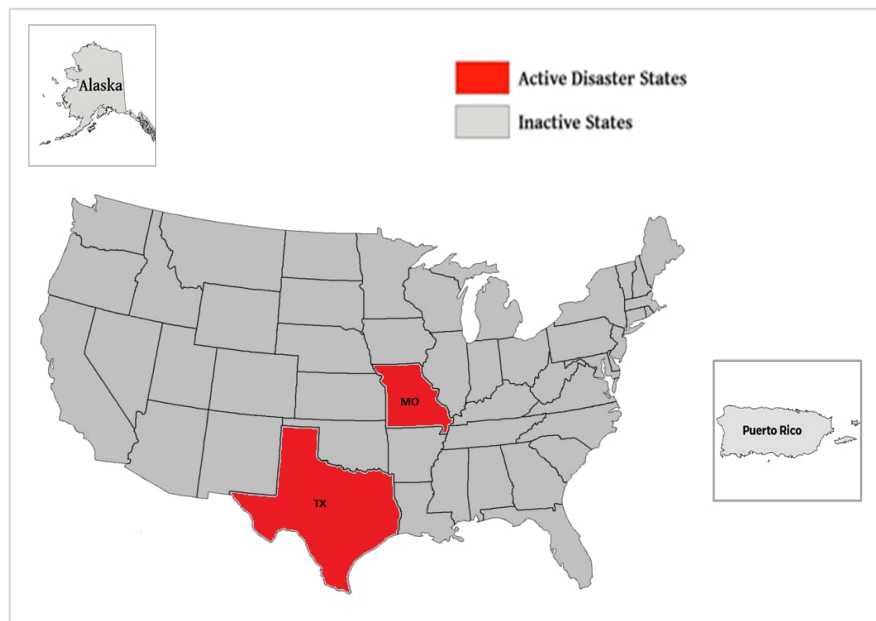 Alaska
Active Disaster States
Inactive States
MO
Puerto Rico
TX